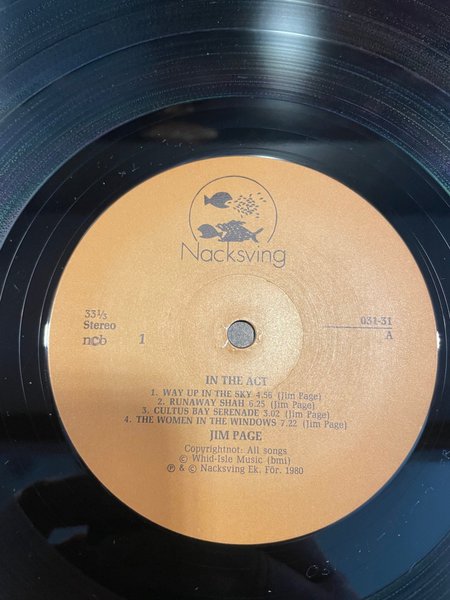 Nacksving
33⅓
Stereo
ncb 1
031-31
A
IN THE ACT
1. WAY UP IN THE SKY 4.56 (Jim Page)
2. RUNAWAY SHAH 6.25 (Jim Page)
3. CULTUS BAY SERENADE 3.02 (Jim Page)
4. THE WOMEN IN THE WINDOWS 7.22 (Jim Page)
JIM PAGE
Copyrightnot: All songs
© Whid-Isle Music (bmi)
℗ & © Nacksving Ek. För. 1980